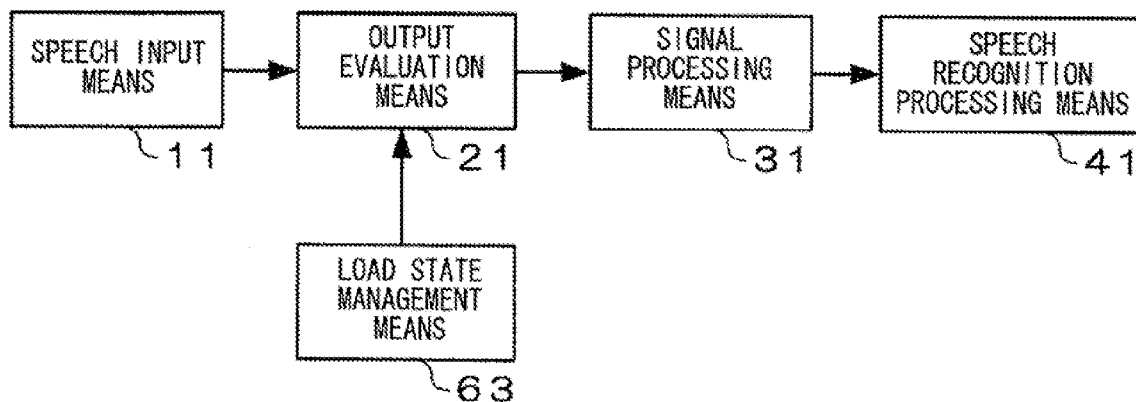 SPEECH INPUT
MEANS
11
OUTPUT
EVALUATION
MEANS
21
SIGNAL
PROCESSING
MEANS
31
SPEECH
RECOGNITION
PROCESSING MEANS
41
LOAD STATE
MANAGEMENT
MEANS
63